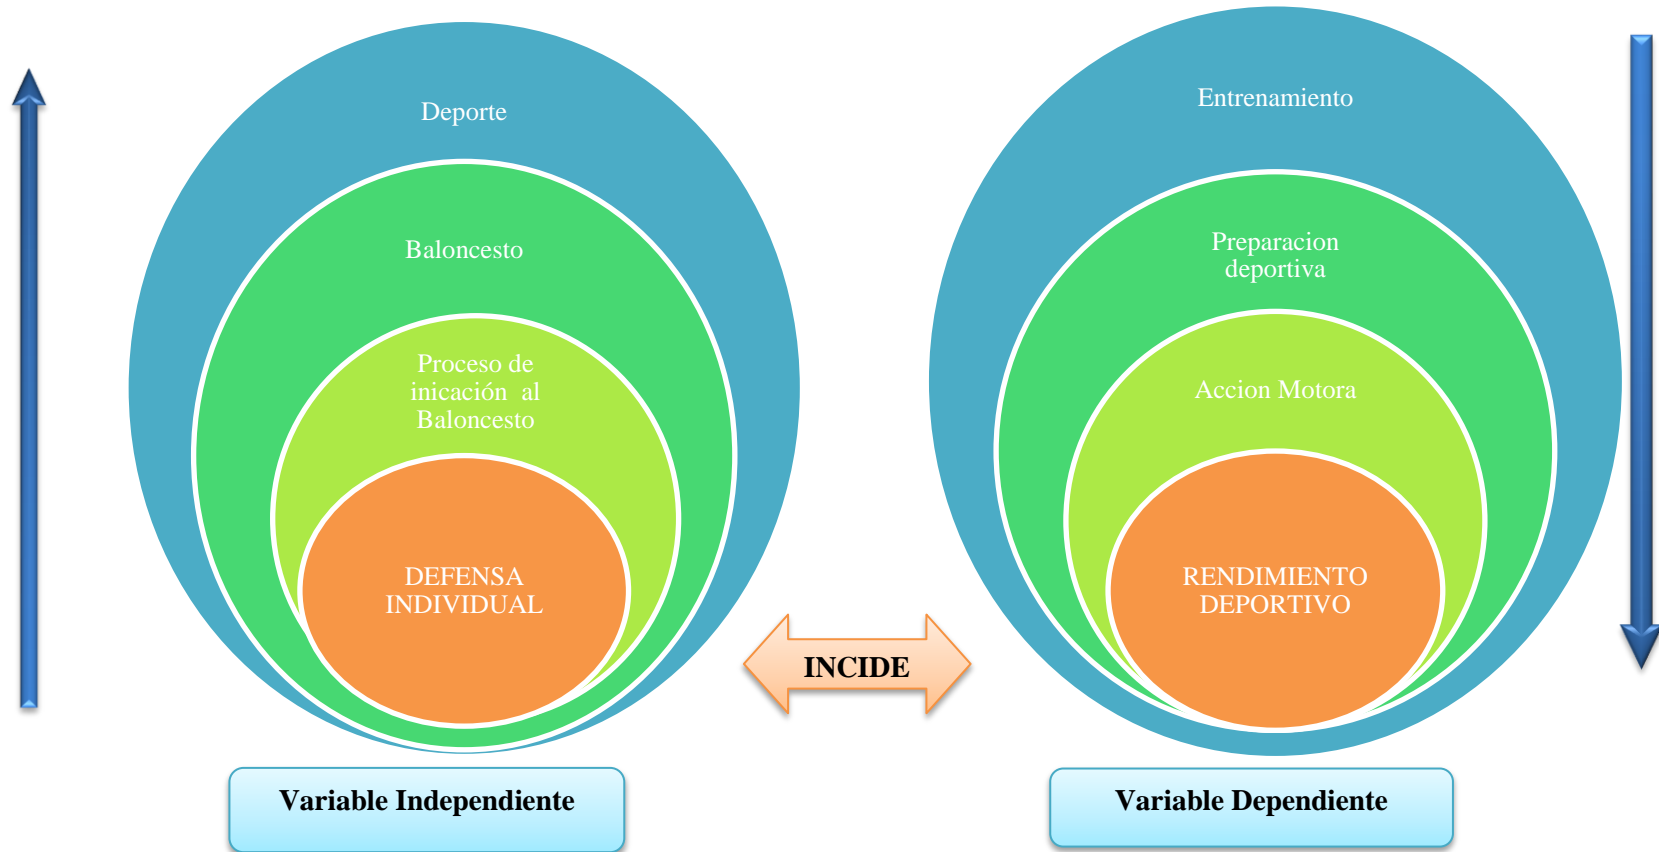 Deporte
Baloncesto
Proceso de
inicación al
Baloncesto
DEFENSA
INDIVIDUAL
Variable Independiente
INCIDE
Entrenamiento
Preparacion
deportiva
Accion Motora
RENDIMIENTO
DEPORTIVO
Variable Dependiente